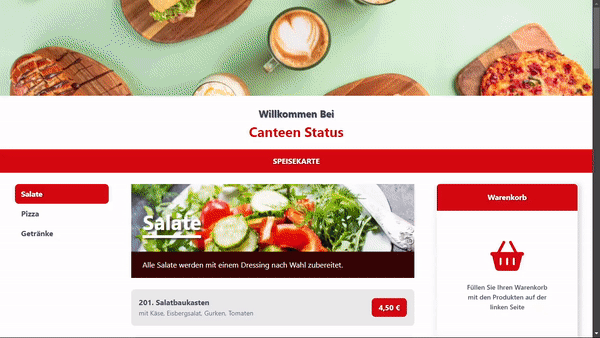 Willkommen Bei
Canteen Status
SPEISEKARTE
Salate
Pizza
Getränke
Salate
Alle Salate werden mit einem Dressing nach Wahl zubereitet.
201. Salatbaukasten
mit Käse, Eisbergsalat, Gurken, Tomaten
4,50 €
Warenkorb
Füllen Sie Ihren Warenkorb
mit den Produkten auf der
linken Seite